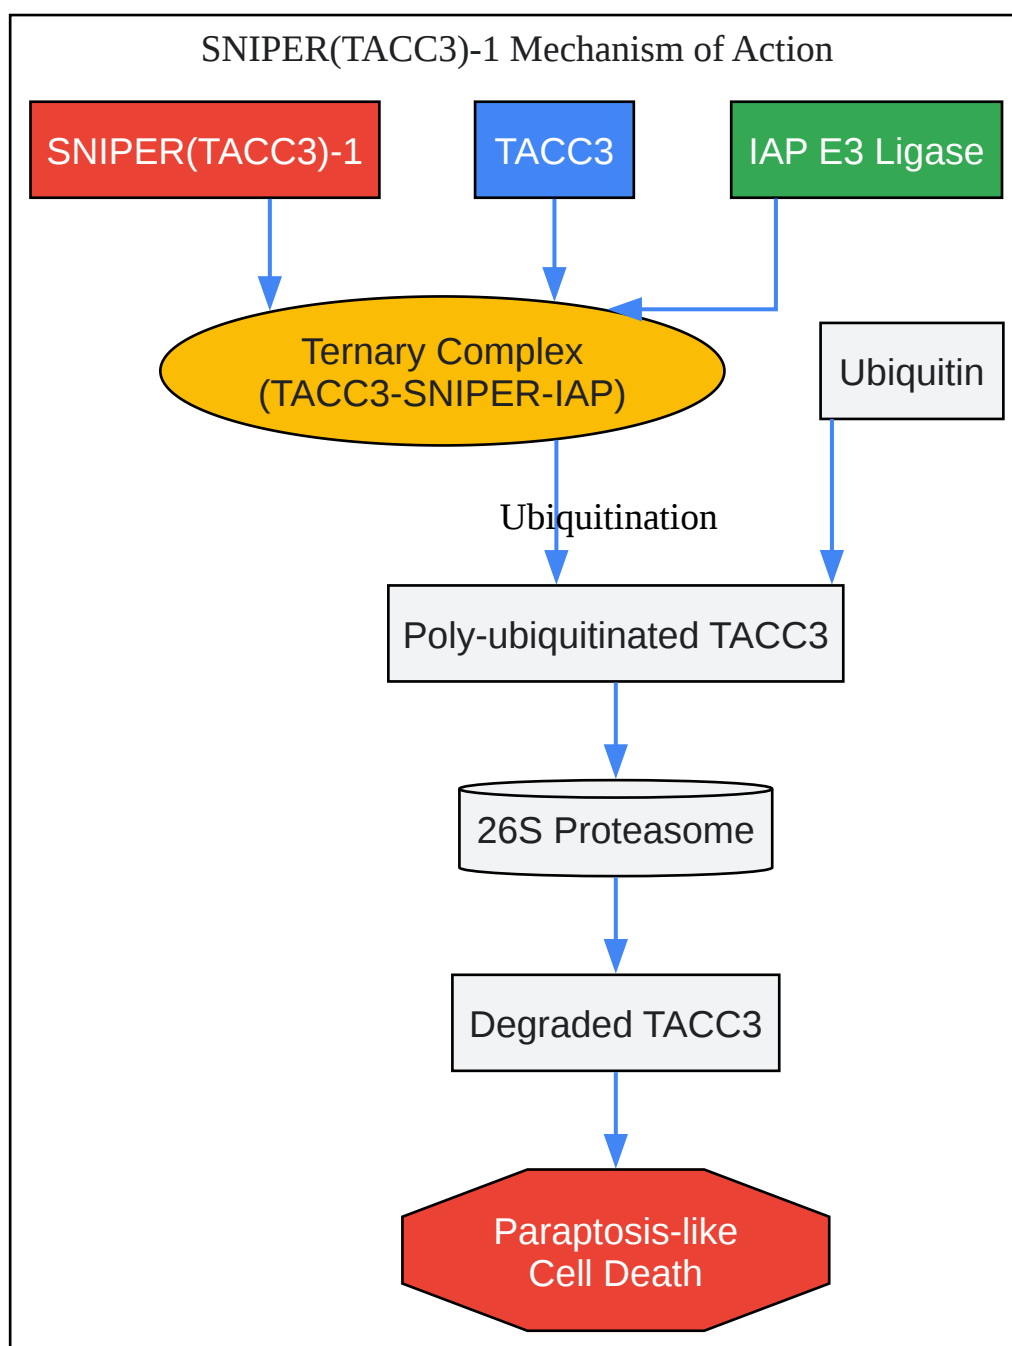 SNIPER(TACC3)-1 Mechanism of Action
SNIPER(TACC3)-1
TACC3
IAP E3 Ligase
Ternary Complex
(TACC3-SNIPER-IAP)
Ubiquitin
Ubiquitination
Poly-ubiquitinated TACC3
26S Proteasome
Degraded TACC3
Paraptosis-like
Cell Death